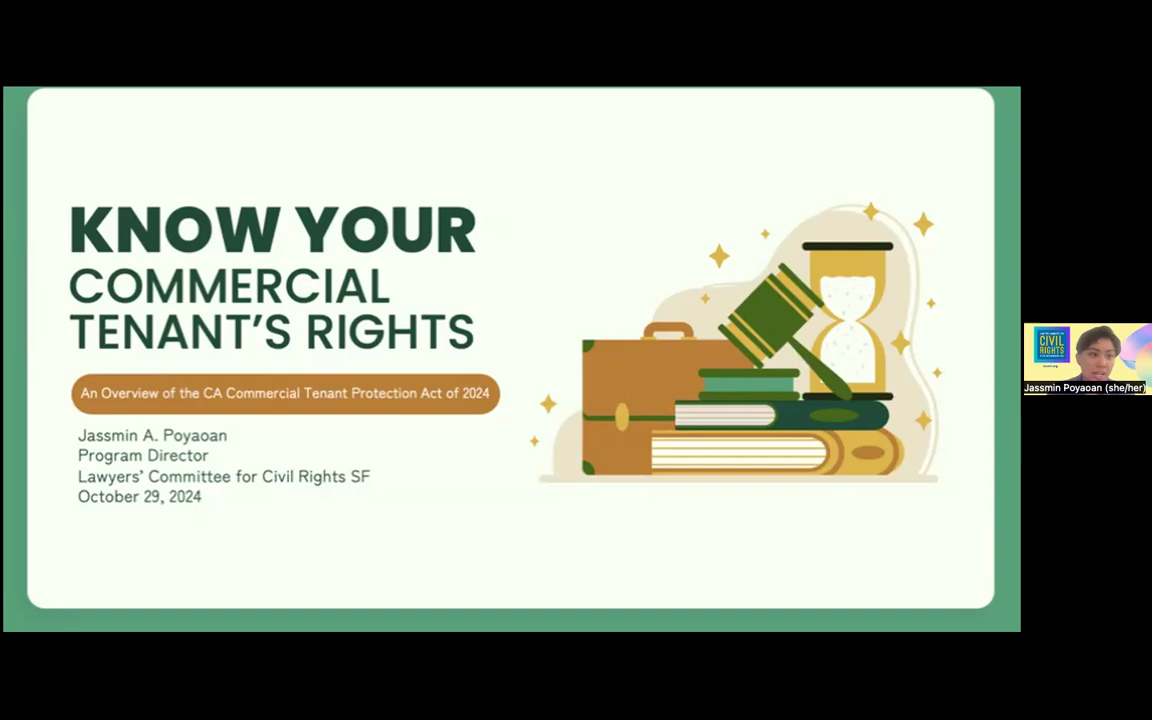 KNOW YOUR
COMMERCIAL
TENANT'S RIGHTS
An Overview of the CA Commercial Tenant Protection Act of 2024
Jassmin A. Poyaoan
Program Director
Lawyers' Committee for Civil Rights SF
October 29, 2024
CIVIL
RIGHTS
Jassmin Poyaoan (she/her)